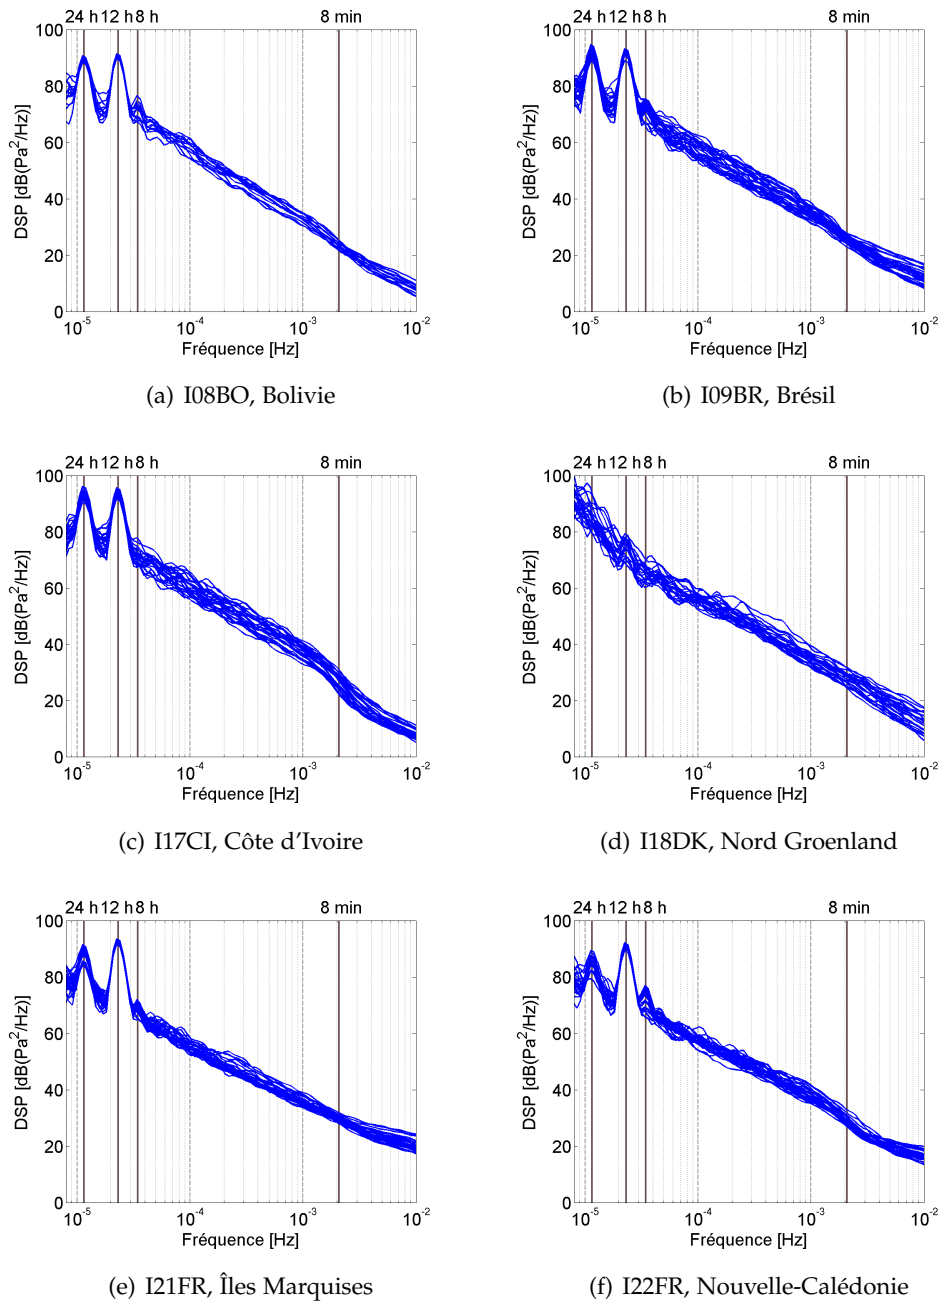 24 h 12 h 8 h 8 min
100
80
60
40
20
0
DSP [dB(Pa²/Hz)]
10⁻⁵ 10⁻⁴ 10⁻³ 10⁻²
Fréquence [Hz]
(a) I08BO, Bolivie
24 h 12 h 8 h 8 min
100
80
60
40
20
0
DSP [dB(Pa²/Hz)]
10⁻⁵ 10⁻⁴ 10⁻³ 10⁻²
Fréquence [Hz]
(b) I09BR, Brésil
24 h 12 h 8 h 8 min
100
80
60
40
20
0
DSP [dB(Pa²/Hz)]
10⁻⁵ 10⁻⁴ 10⁻³ 10⁻²
Fréquence [Hz]
(c) I17CI, Côte d'Ivoire
24 h 12 h 8 h 8 min
100
80
60
40
20
0
DSP [dB(Pa²/Hz)]
10⁻⁵ 10⁻⁴ 10⁻³ 10⁻²
Fréquence [Hz]
(d) I18DK, Nord Groenland
24 h 12 h 8 h 8 min
100
80
60
40
20
0
DSP [dB(Pa²/Hz)]
10⁻⁵ 10⁻⁴ 10⁻³ 10⁻²
Fréquence [Hz]
(e) I21FR, Îles Marquises
24 h 12 h 8 h 8 min
100
80
60
40
20
0
DSP [dB(Pa²/Hz)]
10⁻⁵ 10⁻⁴ 10⁻³ 10⁻²
Fréquence [Hz]
(f) I22FR, Nouvelle-Calédonie